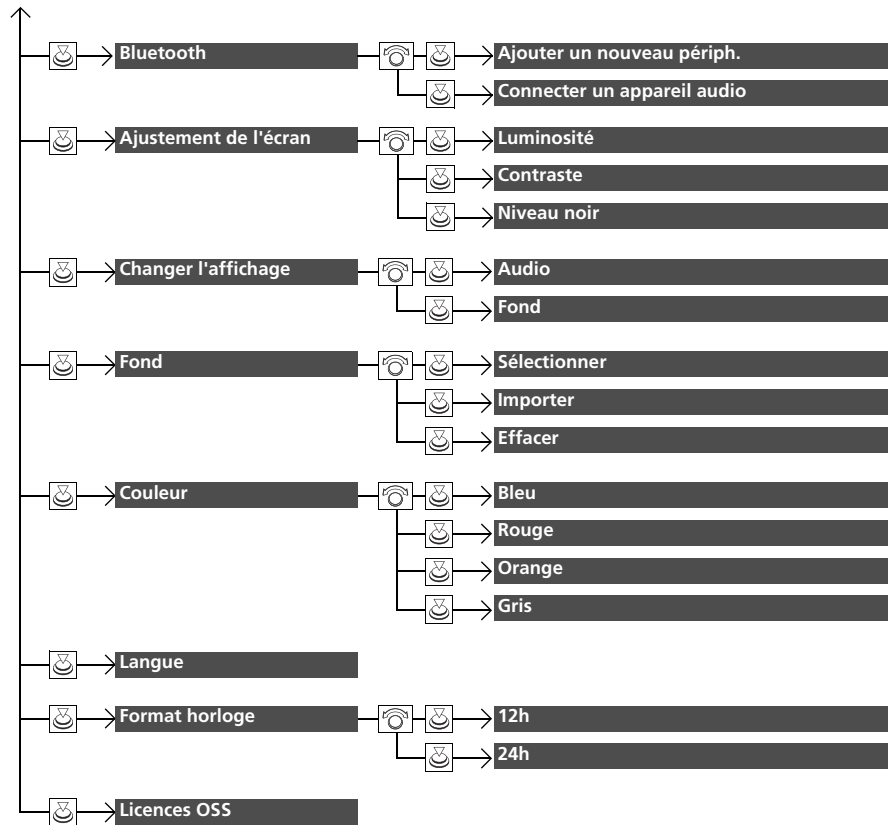 Bluetooth
Ajouter un nouveau périph.
Connecter un appareil audio
Ajustement de l'écran
Luminosité
Contraste
Niveau noir
Changer l'affichage
Audio
Fond
Fond
Sélectionner
Importer
Effacer
Couleur
Bleu
Rouge
Orange
Gris
Langue
Format horloge
12h
24h
Licences OSS